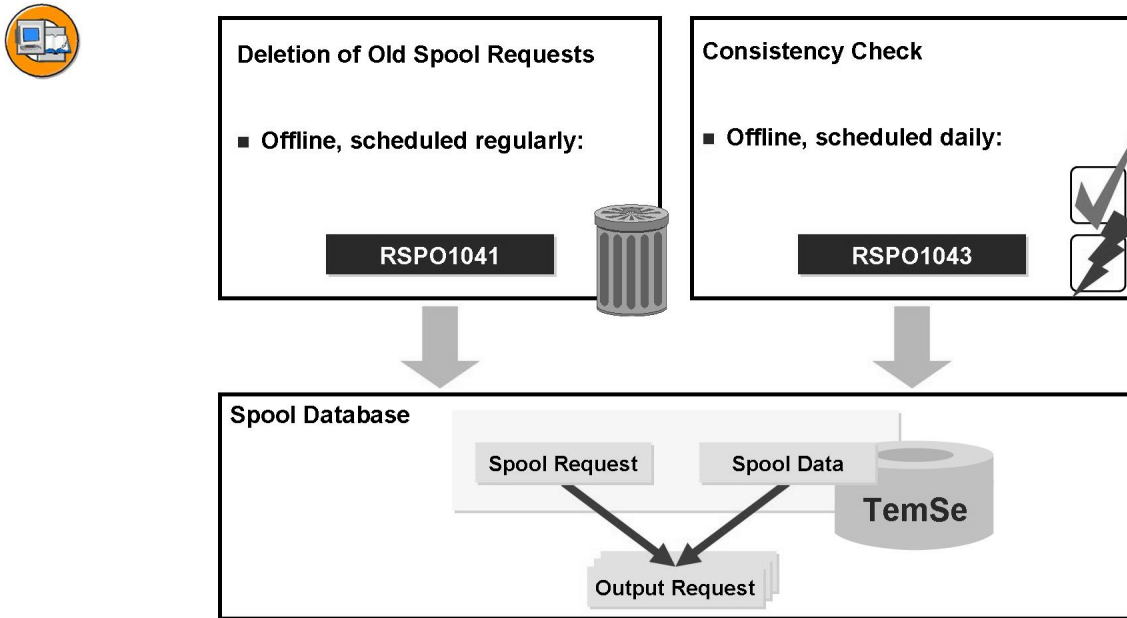 Deletion of Old Spool Requests
■ Offline, scheduled regularly:
RSPO1041
Consistency Check
■ Offline, scheduled daily:
RSPO1043
Spool Database
Spool Request
Spool Data
TemSe
Output Request